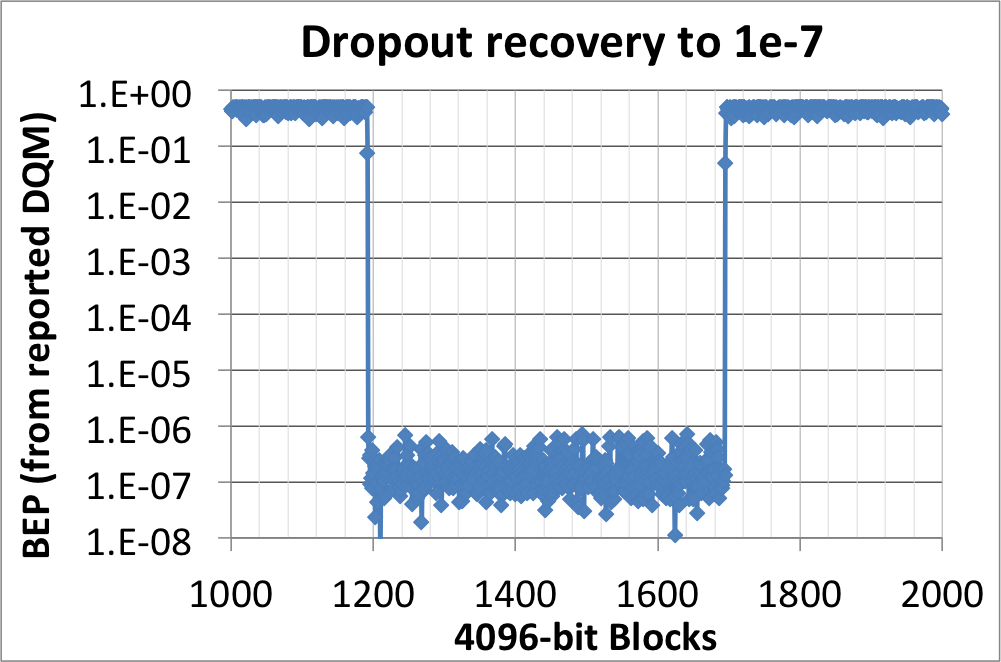 Dropout recovery to 1e-7
BEP (from reported DQM)
1.E+00
1.E-01
1.E-02
1.E-03
1.E-04
1.E-05
1.E-06
1.E-07
1.E-08
1000 1200 1400 1600 1800 2000
4096-bit Blocks